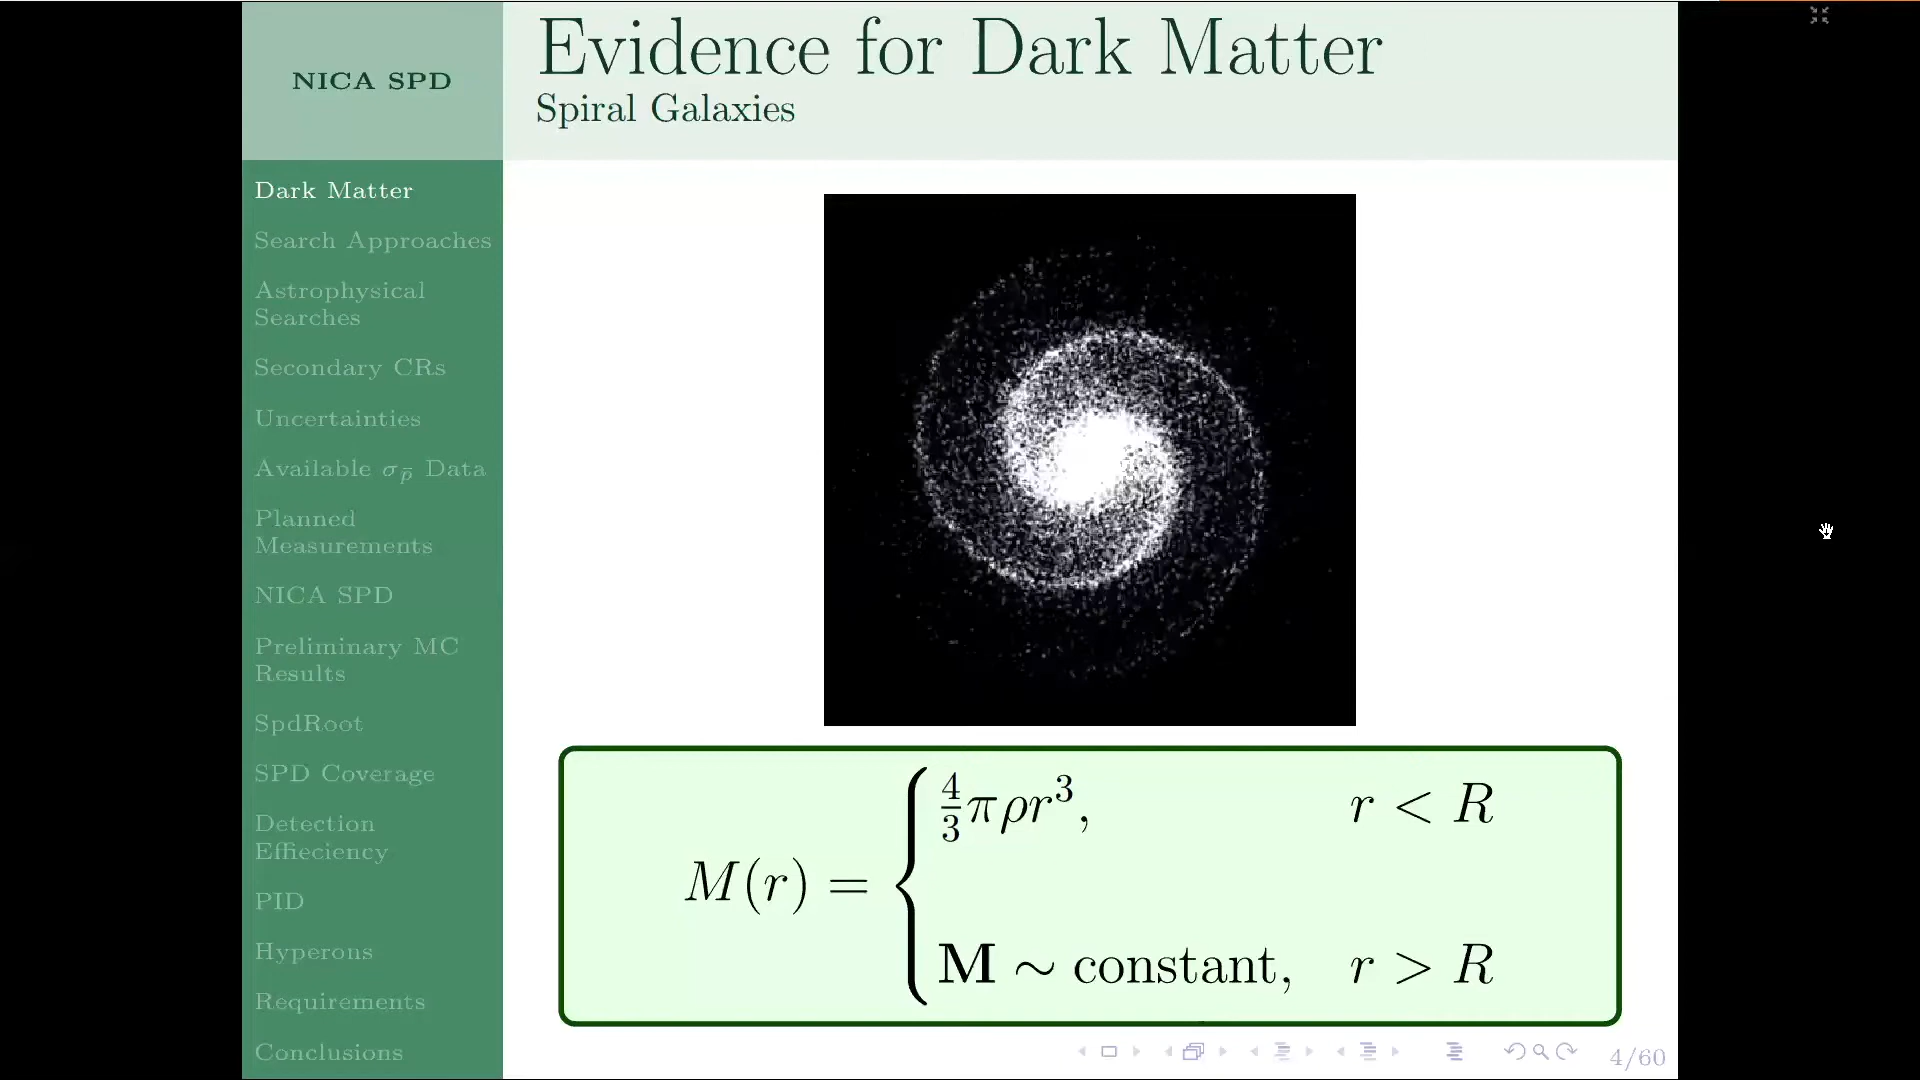 NICA SPD
Evidence for Dark Matter
Spiral Galaxies
Dark Matter
Search Approaches
Astrophysical
Searches
Secondary CRs
Uncertainties
Available σ_p̄ Data
Planned
Measurements
NICA SPD
Preliminary MC
Results
SpdRoot
SPD Coverage
Detection
Effieciency
PID
Hyperons
Requirements
Conclusions
M(r) = { 4/3 πρr³, r < R
M ∼ constant, r > R
4/60